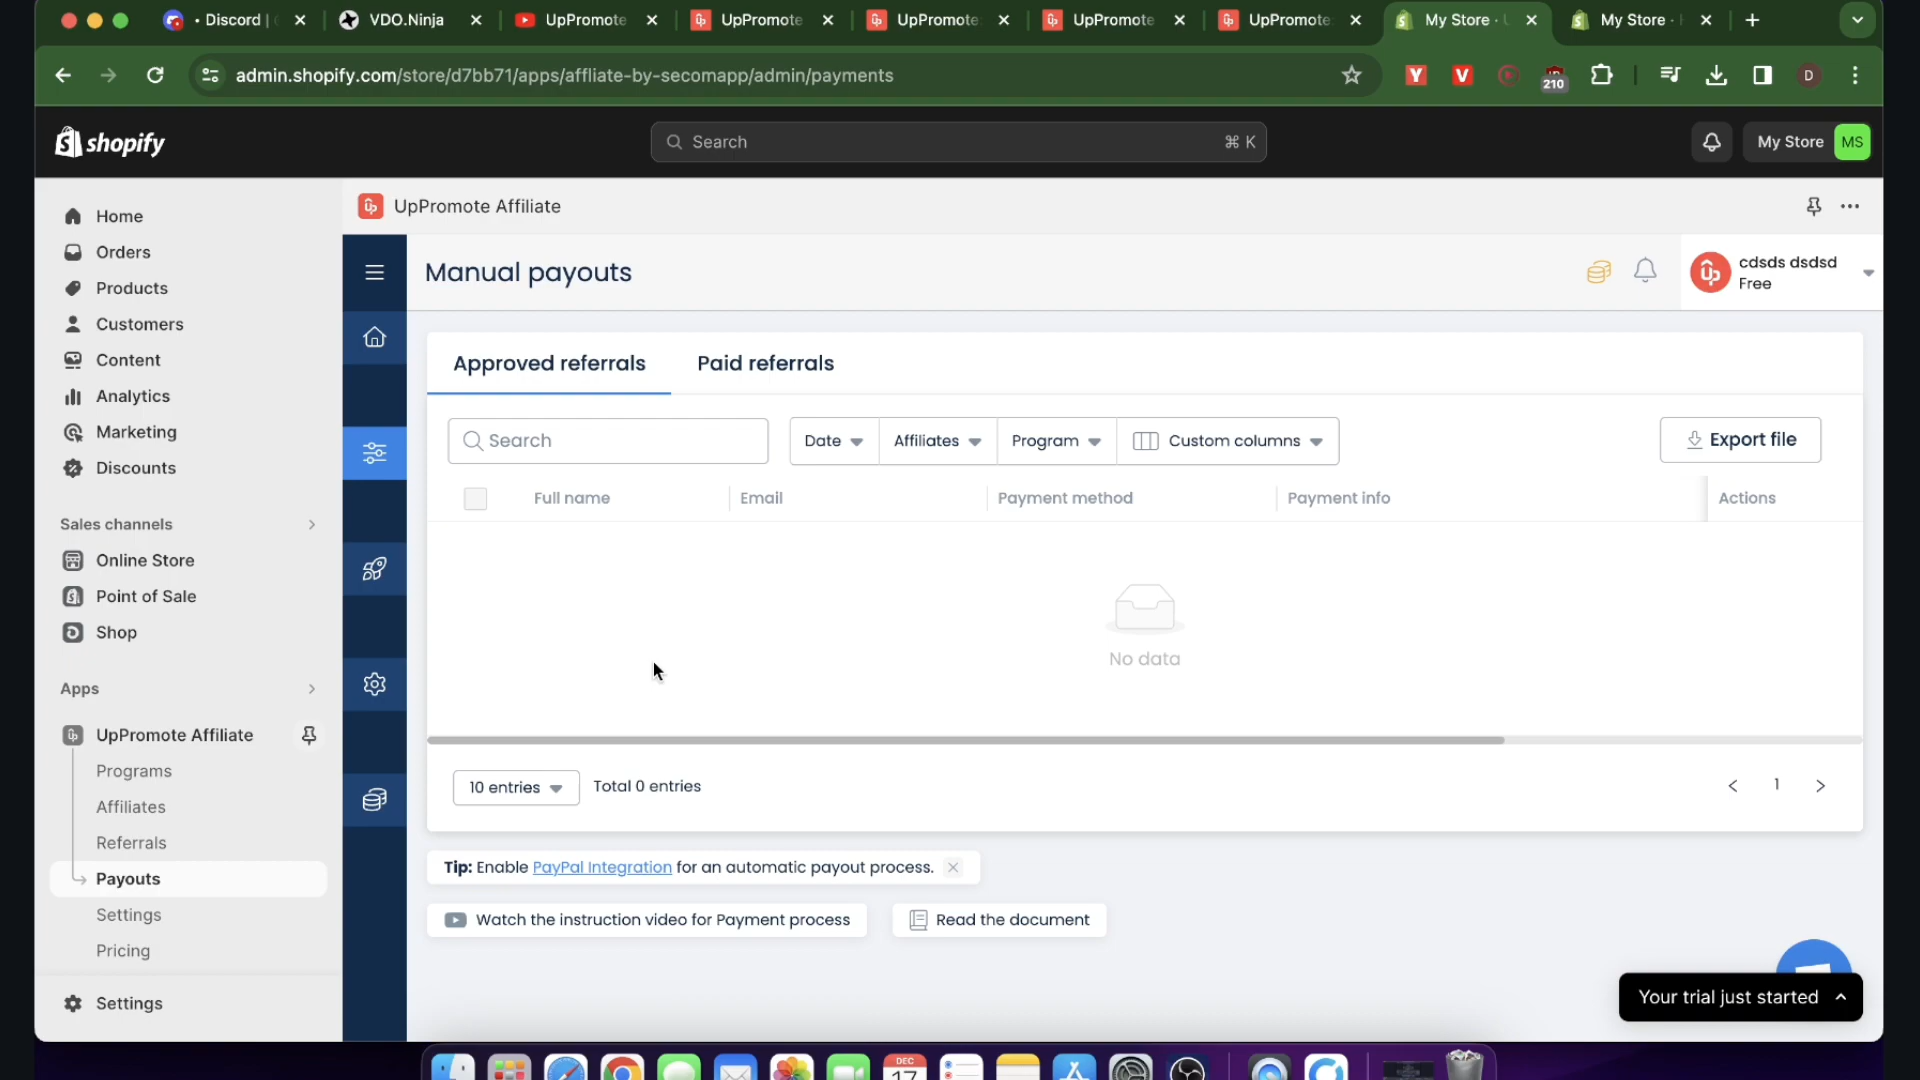 • Discord |
VDO.Ninja
UpPromote
UpPromote
UpPromote
UpPromote
UpPromote
My Store ·
My Store ·
admin.shopify.com/store/d7bb71/apps/affliate-by-secomapp/admin/payments
210
D
shopify
Search
⌘ K
My Store
MS
Home
Orders
Products
Customers
Content
Analytics
Marketing
Discounts
Sales channels
Online Store
Point of Sale
Shop
Apps
UpPromote Affiliate
Programs
Affiliates
Referrals
Payouts
Settings
Pricing
Settings
UpPromote Affiliate
Manual payouts
cdsds dsdsd
Free
Approved referrals
Paid referrals
Search
Date
Affiliates
Program
Custom columns
Export file
Full name
Email
Payment method
Payment info
Actions
No data
10 entries
Total 0 entries
1
Tip: Enable PayPal Integration for an automatic payout process.
Watch the instruction video for Payment process
Read the document
Your trial just started
DEC
17